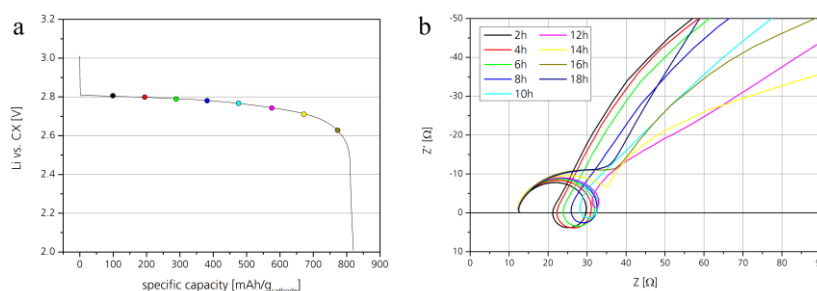 a
3.2
3.0
2.8
2.6
2.4
2.2
2.0
Li vs. CX [V]
0 100 200 300 400 500 600 700 800 900
specific capacity [mAh/g cathode]
b
-50
-40
-30
-20
-10
0
10
Z' [Ω]
2h 12h
4h 14h
6h 16h
8h 18h
10h
0 10 20 30 40 50 60 70 80 90
Z [Ω]